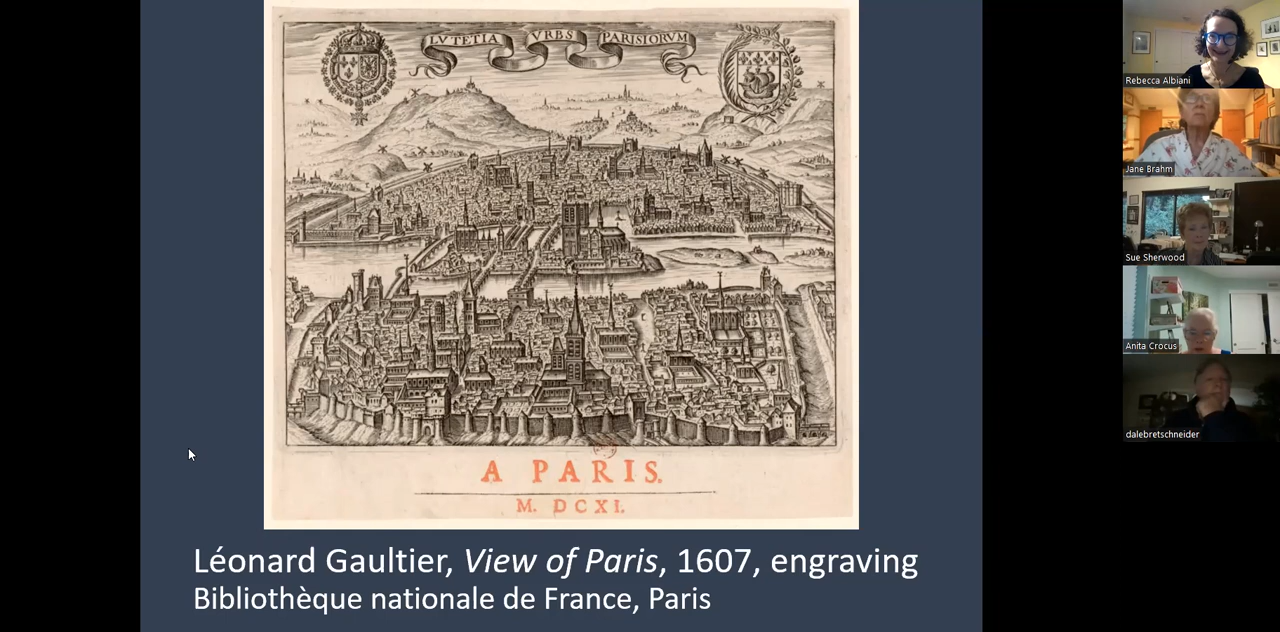 LVTETIA VRBS PARISIORVM
A PARIS.
M. DCXI.
Léonard Gaultier, View of Paris, 1607, engraving
Bibliothèque nationale de France, Paris
Rebecca Albiani
Jane Brahm
Sue Sherwood
Anita Crocus
dalebretschneider